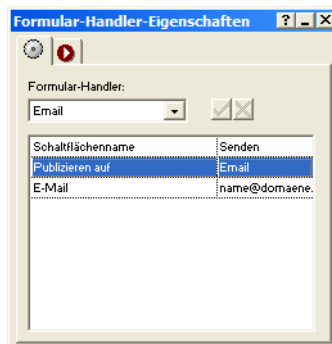 Formular-Handler-Eigenschaften
Formular-Handler:
Email
Schaltflächenname Senden
Publizieren auf Email
E-Mail name@domaene.